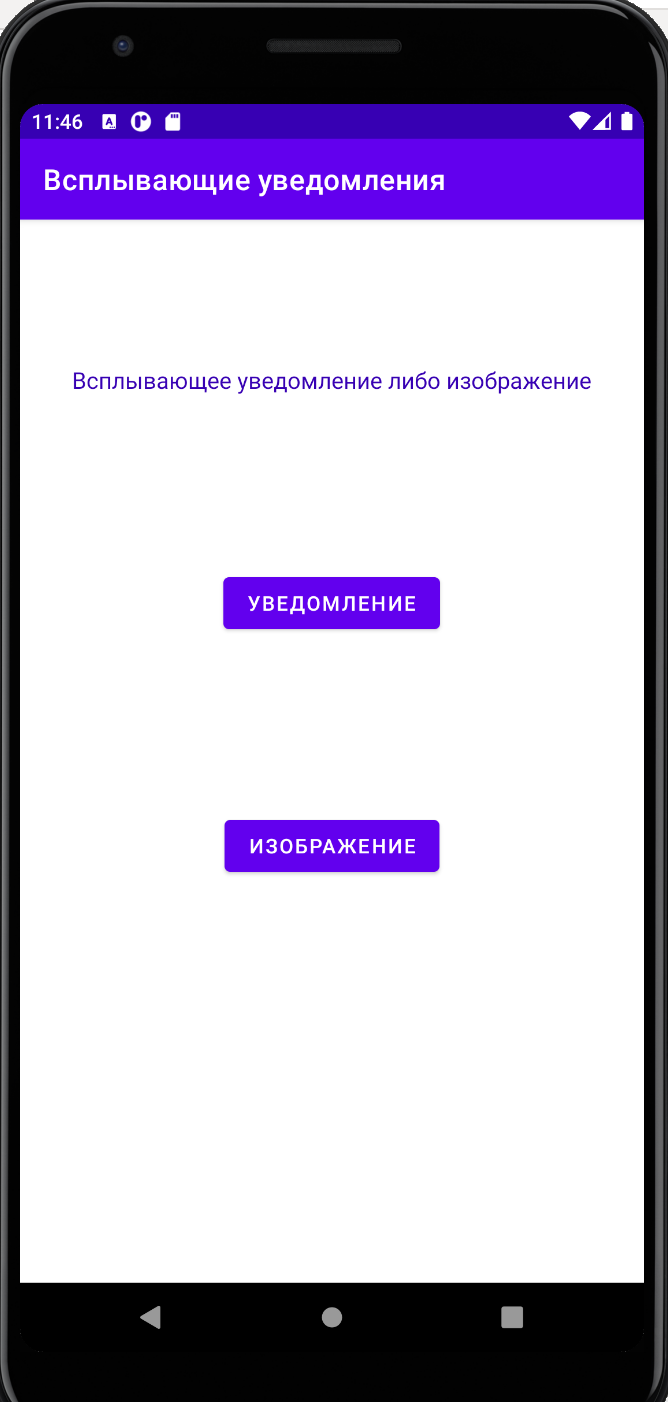 11:46
Всплывающие уведомления
Всплывающее уведомление либо изображение
УВЕДОМЛЕНИЕ
ИЗОБРАЖЕНИЕ